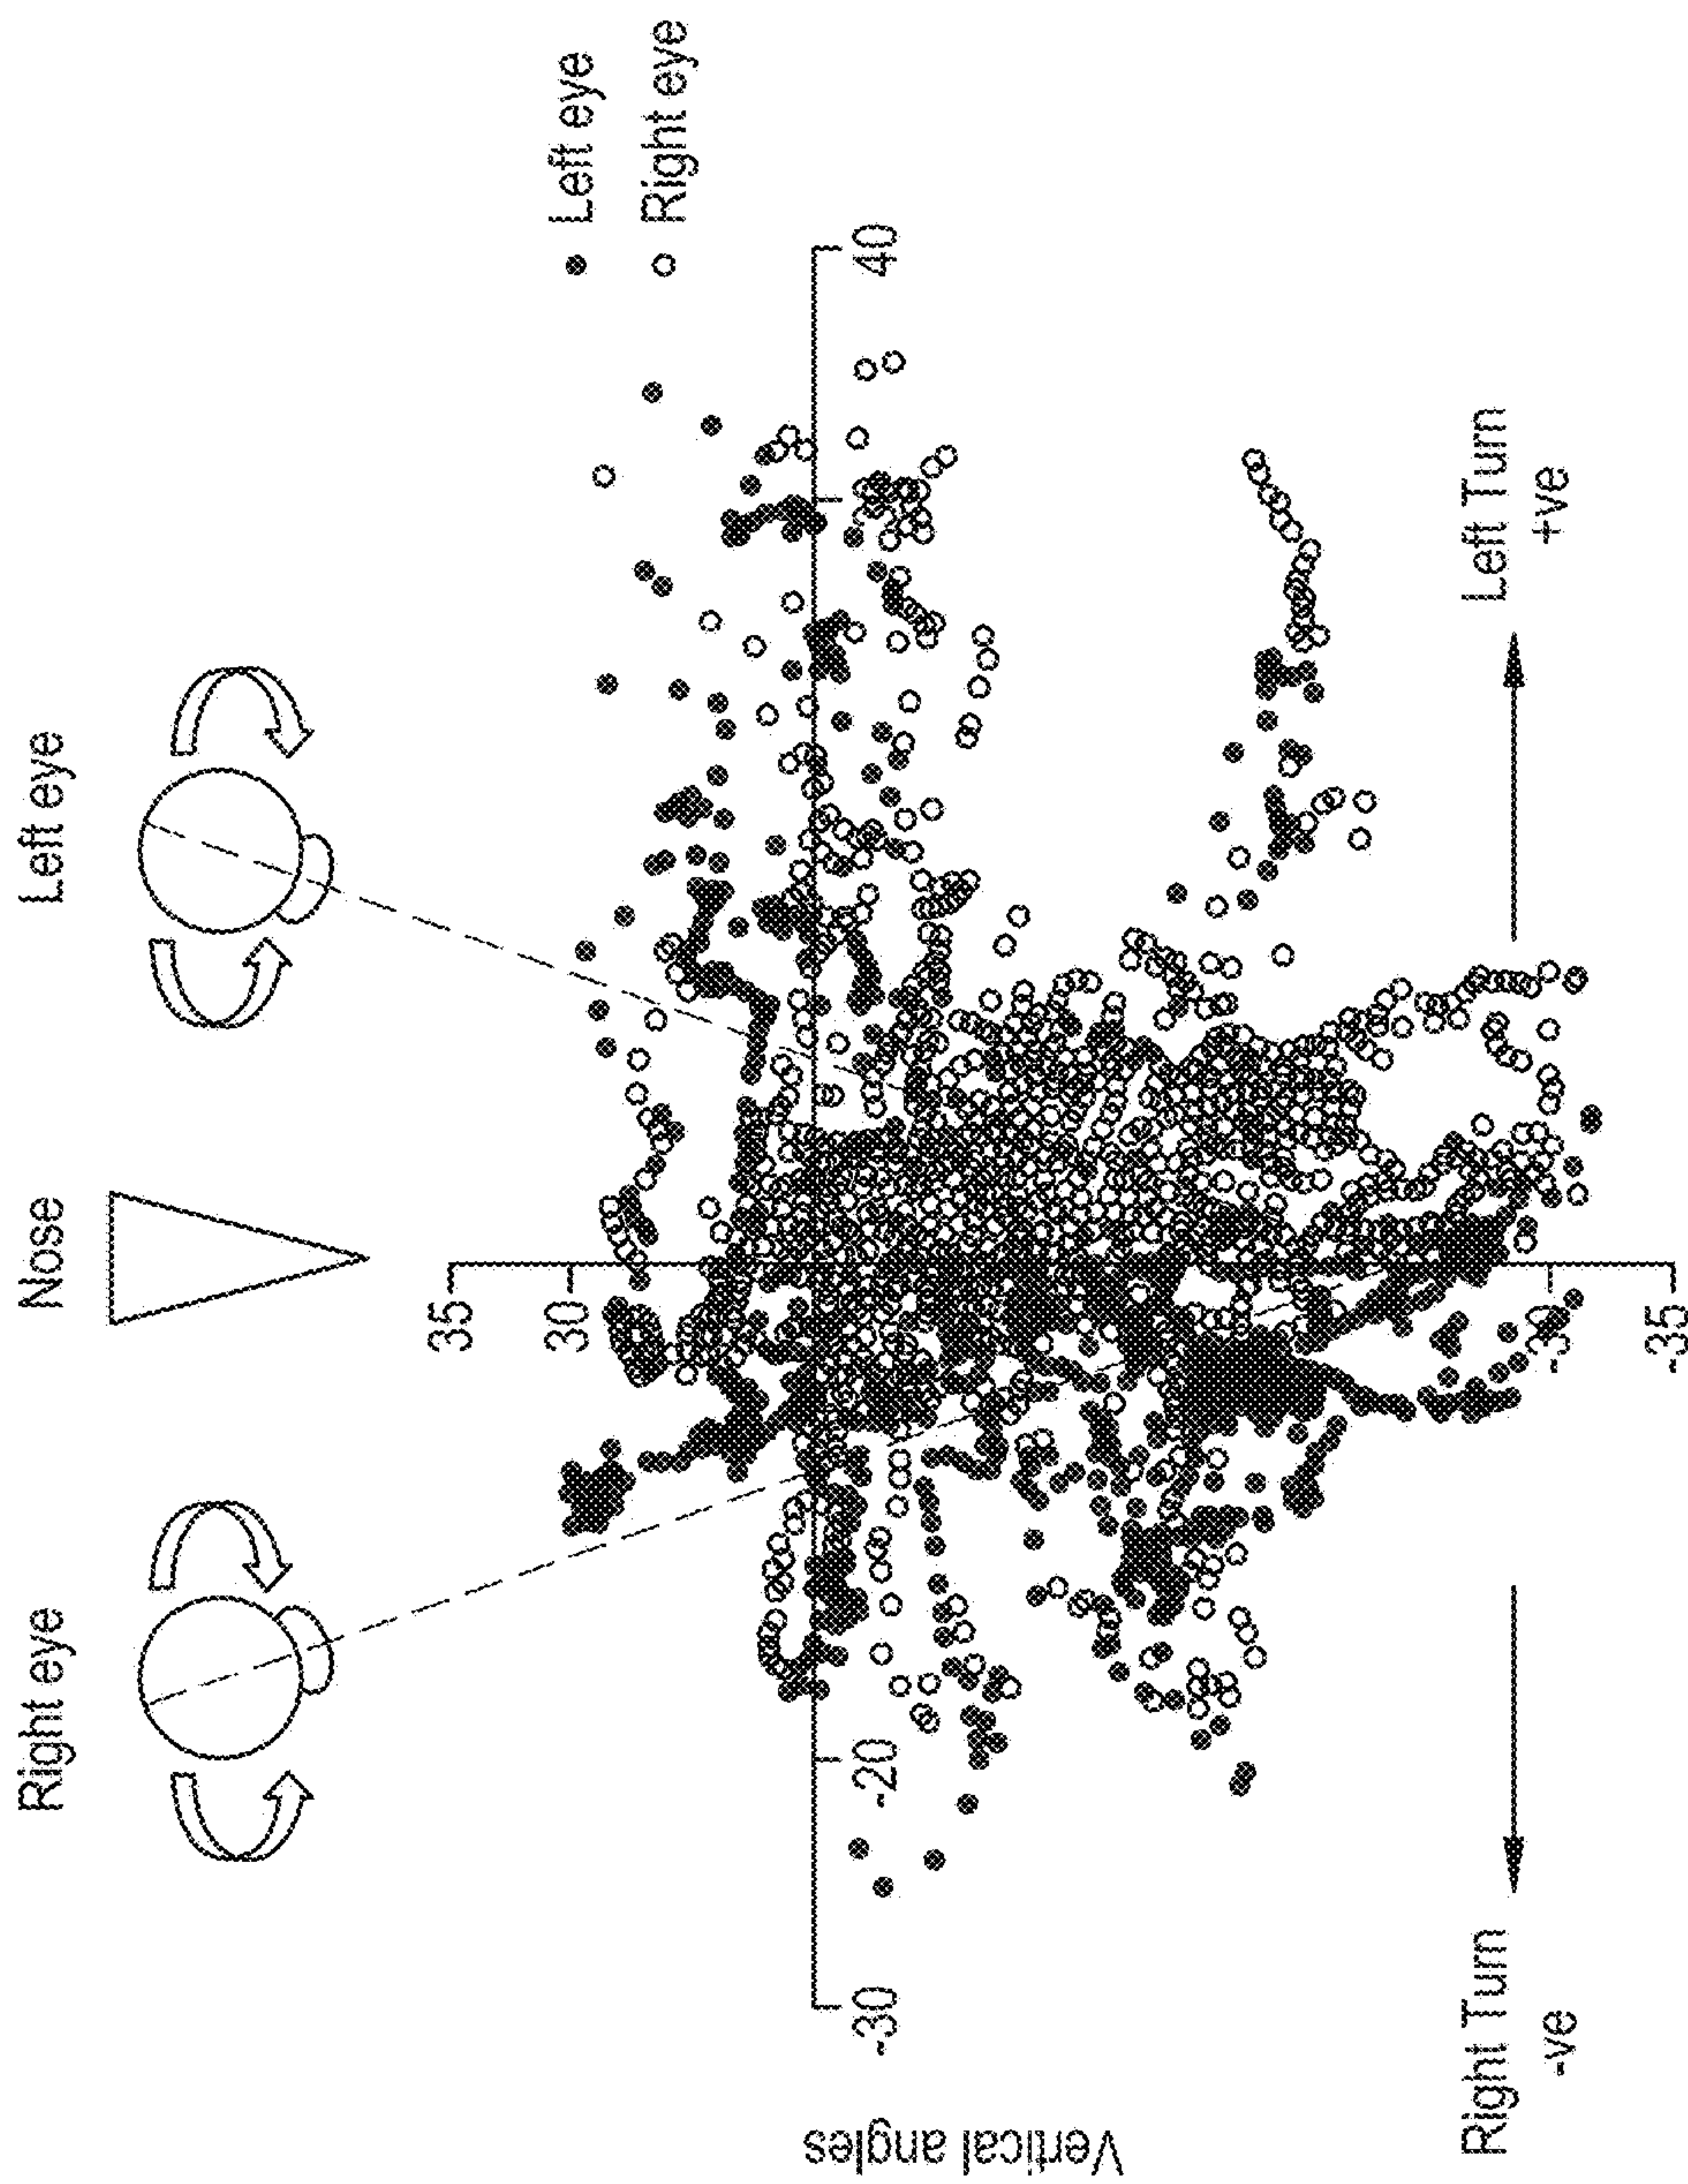 Right eye
Nose
Left eye
Left eye
Right eye
35
30
-30
-20
40
-30
-35
Vertical angles
Right Turn
-ve
Left Turn
+ve